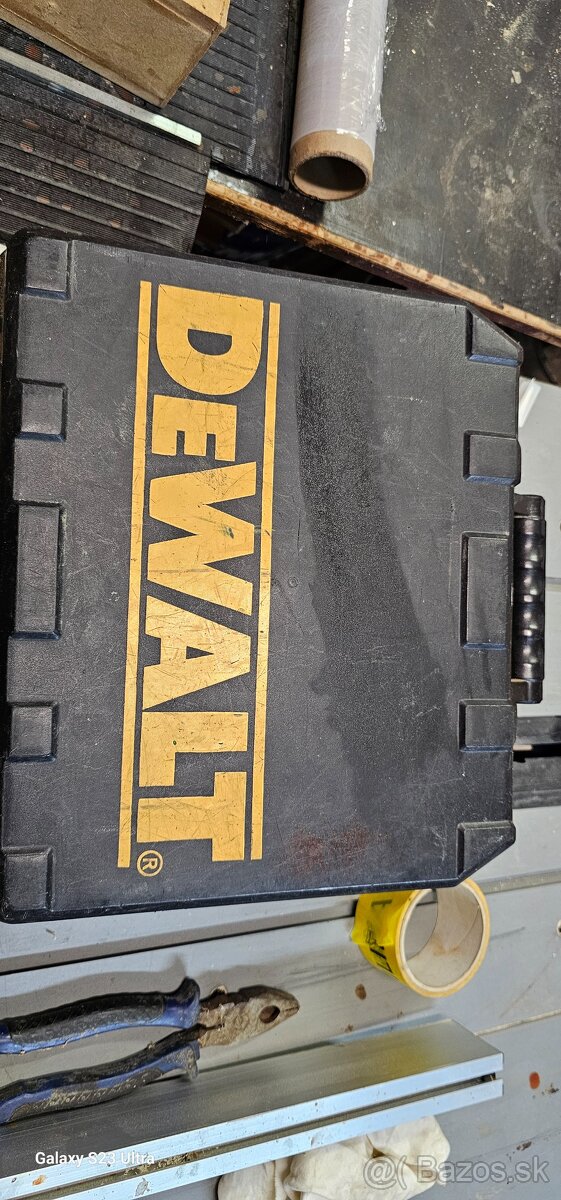 DEWALT®
Galaxy S23 Ultra
@ Bazos.sk